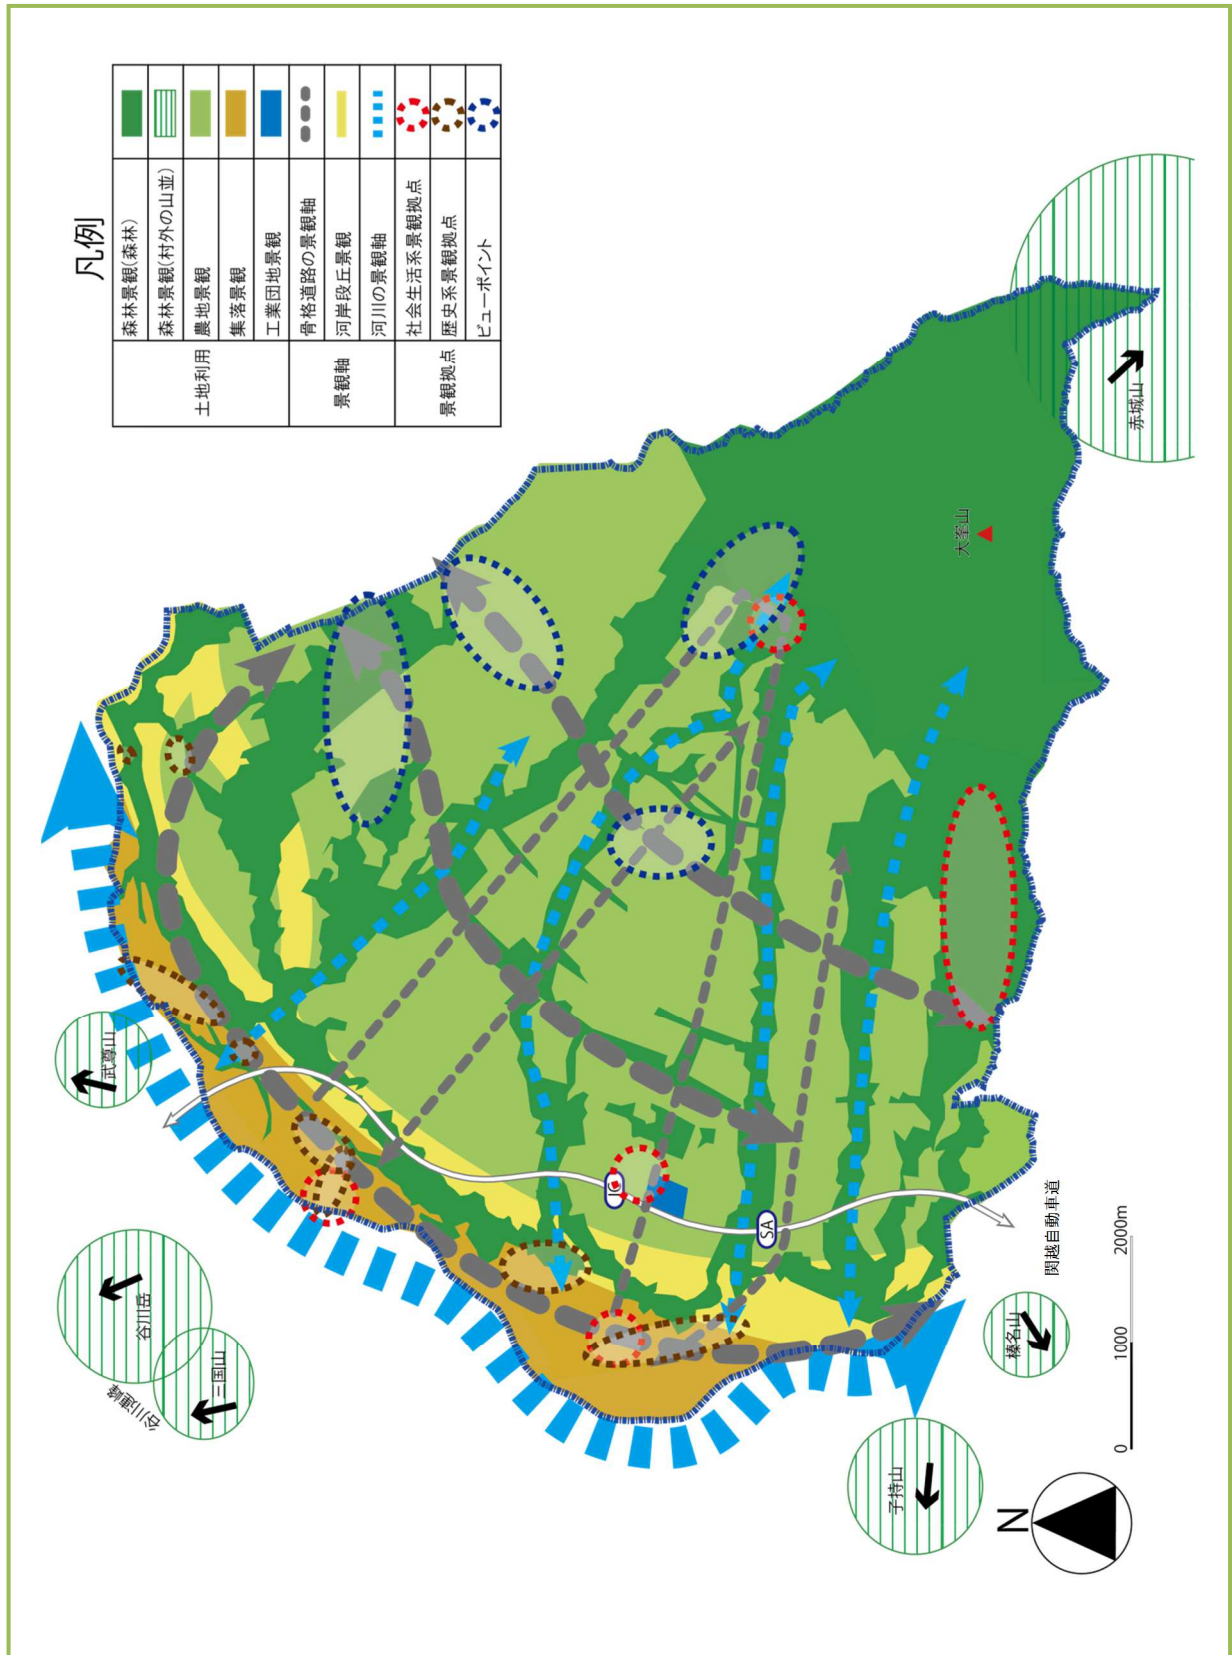 凡例
土地利用
森林景観(森林)
森林景観(村外の山並)
農地景観
集落景観
工業団地景観
景観軸
骨格道路の景観軸
河岸段丘景観
河川の景観軸
景観拠点
社会生活系景観拠点
歴史系景観拠点
ビューポイント
武尊山
谷川岳
三国山
谷川連峰
子持山
榛名山
赤城山
大峯山
IC
SA
関越自動車道
0 1000 2000m
N